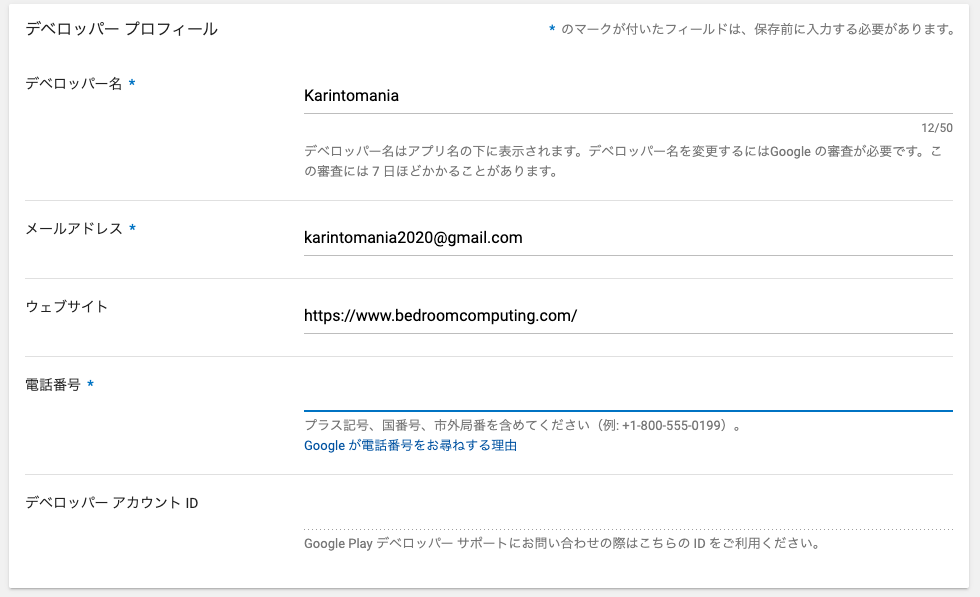 デベロッパー プロフィール
* のマークが付いたフィールドは、保存前に入力する必要があります。
デベロッパー名 *
Karintomania
12/50
デベロッパー名はアプリ名の下に表示されます。デベロッパー名を変更するにはGoogle の審査が必要です。こ
の審査には 7 日ほどかかることがあります。
メールアドレス *
karintomania2020@gmail.com
ウェブサイト
https://www.bedroomcomputing.com/
電話番号 *
プラス記号、国番号、市外局番を含めてください（例: +1-800-555-0199）。
Google が電話番号をお尋ねする理由
デベロッパー アカウント ID
Google Play デベロッパー サポートにお問い合わせの際はこちらの ID をご利用ください。